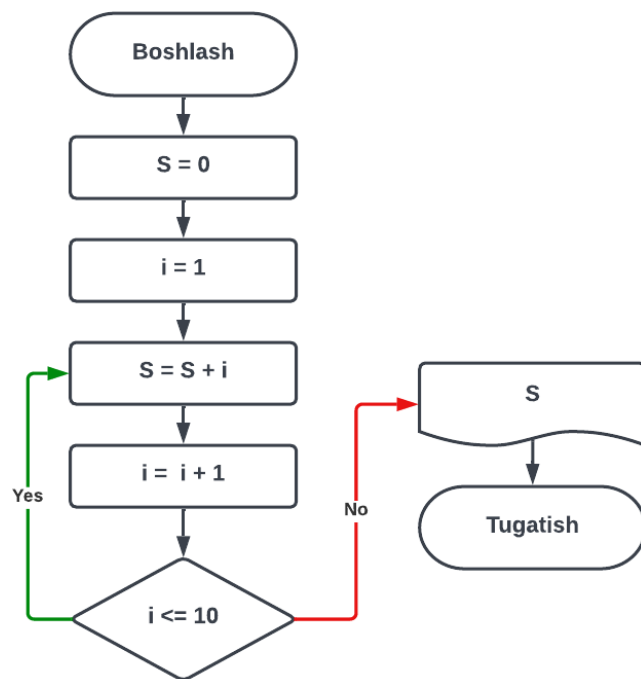 Boshlash
S = 0
i = 1
S = S + i
i = i + 1
i <= 10
Yes
No
S
Tugatish